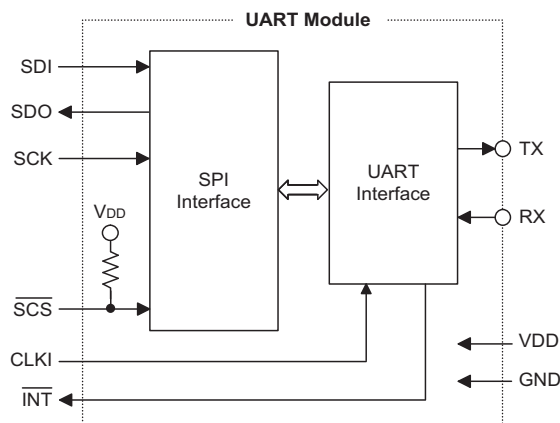 UART Module
SDI
SDO
SCK
VDD
SCS
CLKI
INT
SPI
Interface
UART
Interface
TX
RX
VDD
GND